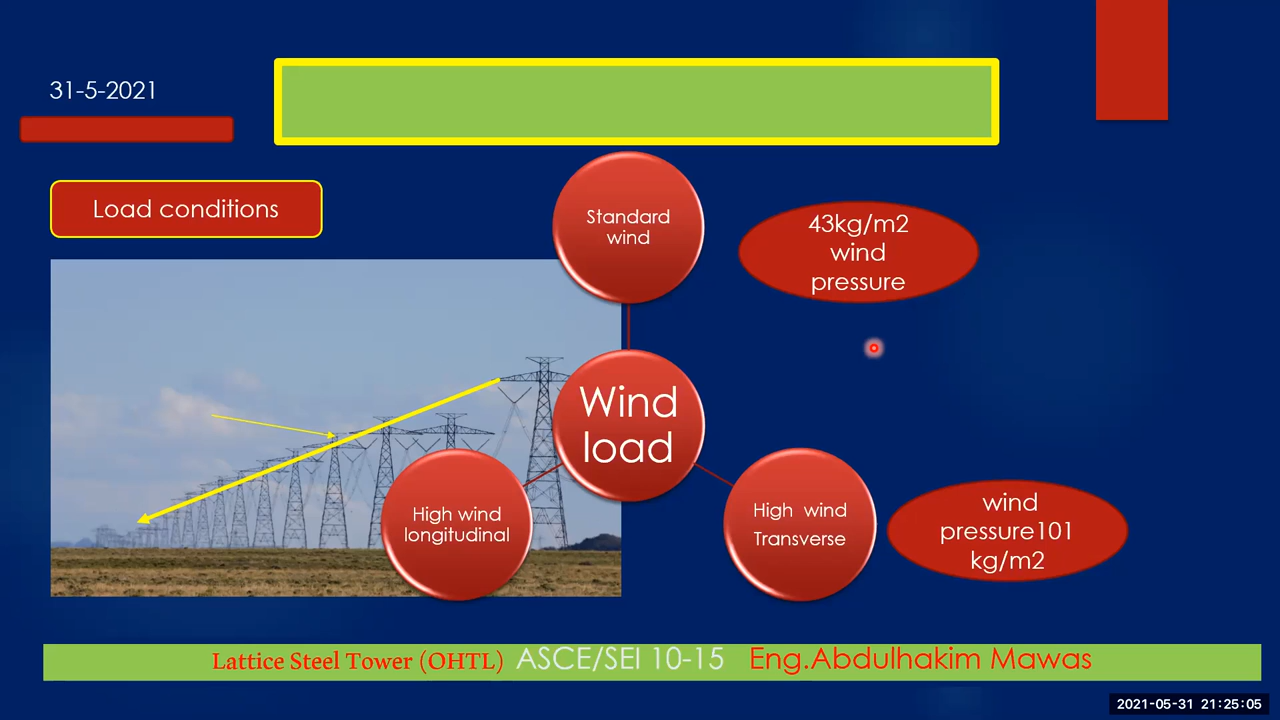 31-5-2021
Load conditions
Standard
wind
43kg/m2
wind
pressure
Wind
load
High wind
longitudinal
High  wind
Transverse
wind
pressure101
kg/m2
Lattice Steel Tower (OHTL) ASCE/SEI 10-15 Eng.Abdulhakim Mawas
2021-05-31 21:25:05